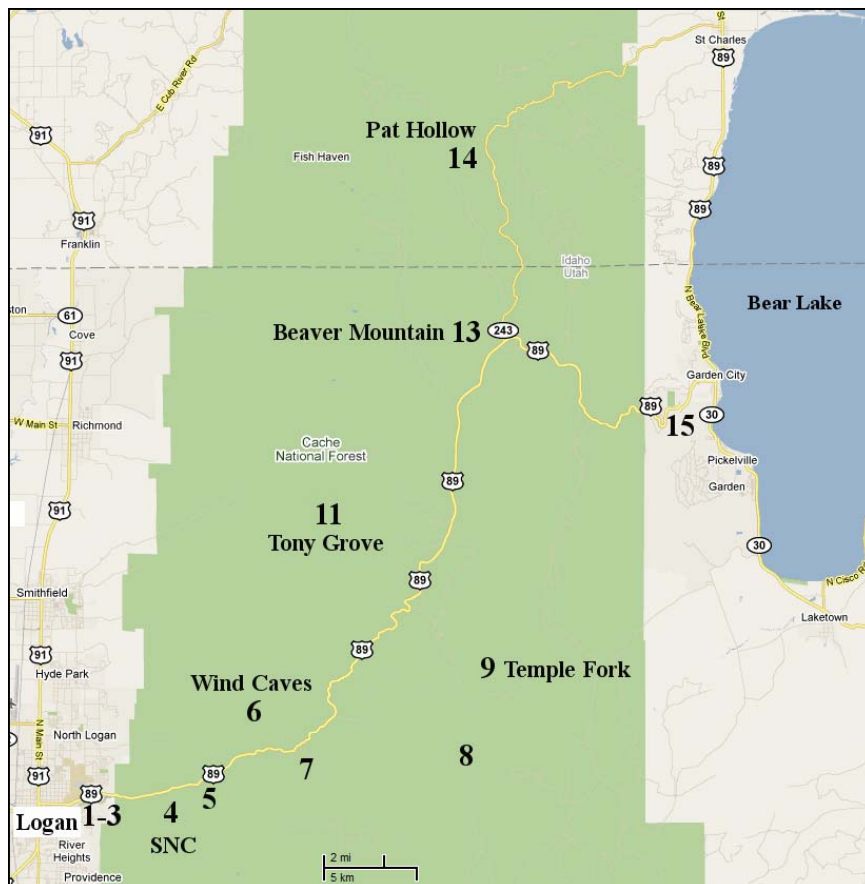 St Charles
89
E Cub River Rd
91
Pat Hollow
14
Fish Haven
89
89
91
Franklin
Idaho
Utah
Bear Lake
61
Cove
Beaver Mountain 13
243
89
N Bear Lake Blvd
91
Garden City
89
30
15
W Main St
Richmond
Cache
National Forest
Pickelville
89
Garden
91
11
Tony Grove
30
89
N Cisco Rd
Smithfield
Laketown
91
89
Hyde Park
Wind Caves
6
9 Temple Fork
N Main St
North Logan
7
8
91
89
5
89
Logan 1-3
4
SNC
River
Heights
Providence
2 mi
5 km